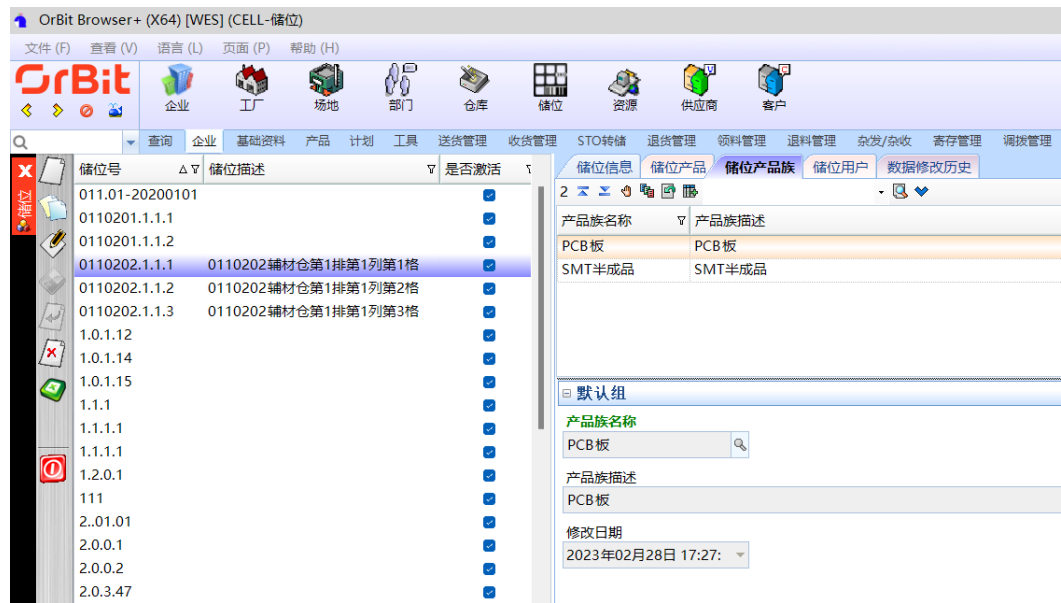 OrBit Browser+ (X64) [WES] (CELL-储位)
文件 (F) 查看 (V) 语言 (L) 页面 (P) 帮助 (H)
OrBit
企业 工厂 场地 部门 仓库 储位 资源 供应商 客户
查询 企业 基础资料 产品 计划 工具 送货管理 收货管理 STO转储 退货管理 领料管理 退料管理 杂发/杂收 寄存管理 调拨管理
储位
储位号 储位描述 是否激活
011.01-20200101
0110201.1.1.1
0110201.1.1.2
0110202.1.1.1 0110202辅材仓第1排第1列第1格
0110202.1.1.2 0110202辅材仓第1排第1列第2格
0110202.1.1.3 0110202辅材仓第1排第1列第3格
1.0.1.12
1.0.1.14
1.0.1.15
1.1.1
1.1.1.1
1.1.1.1
1.2.0.1
111
2..01.01
2.0.0.1
2.0.0.2
2.0.3.47
储位信息 储位产品 储位产品族 储位用户 数据修改历史
2
产品族名称 产品族描述
PCB板 PCB板
SMT半成品 SMT半成品
默认组
产品族名称
PCB板
产品族描述
PCB板
修改日期
2023年02月28日 17:27: